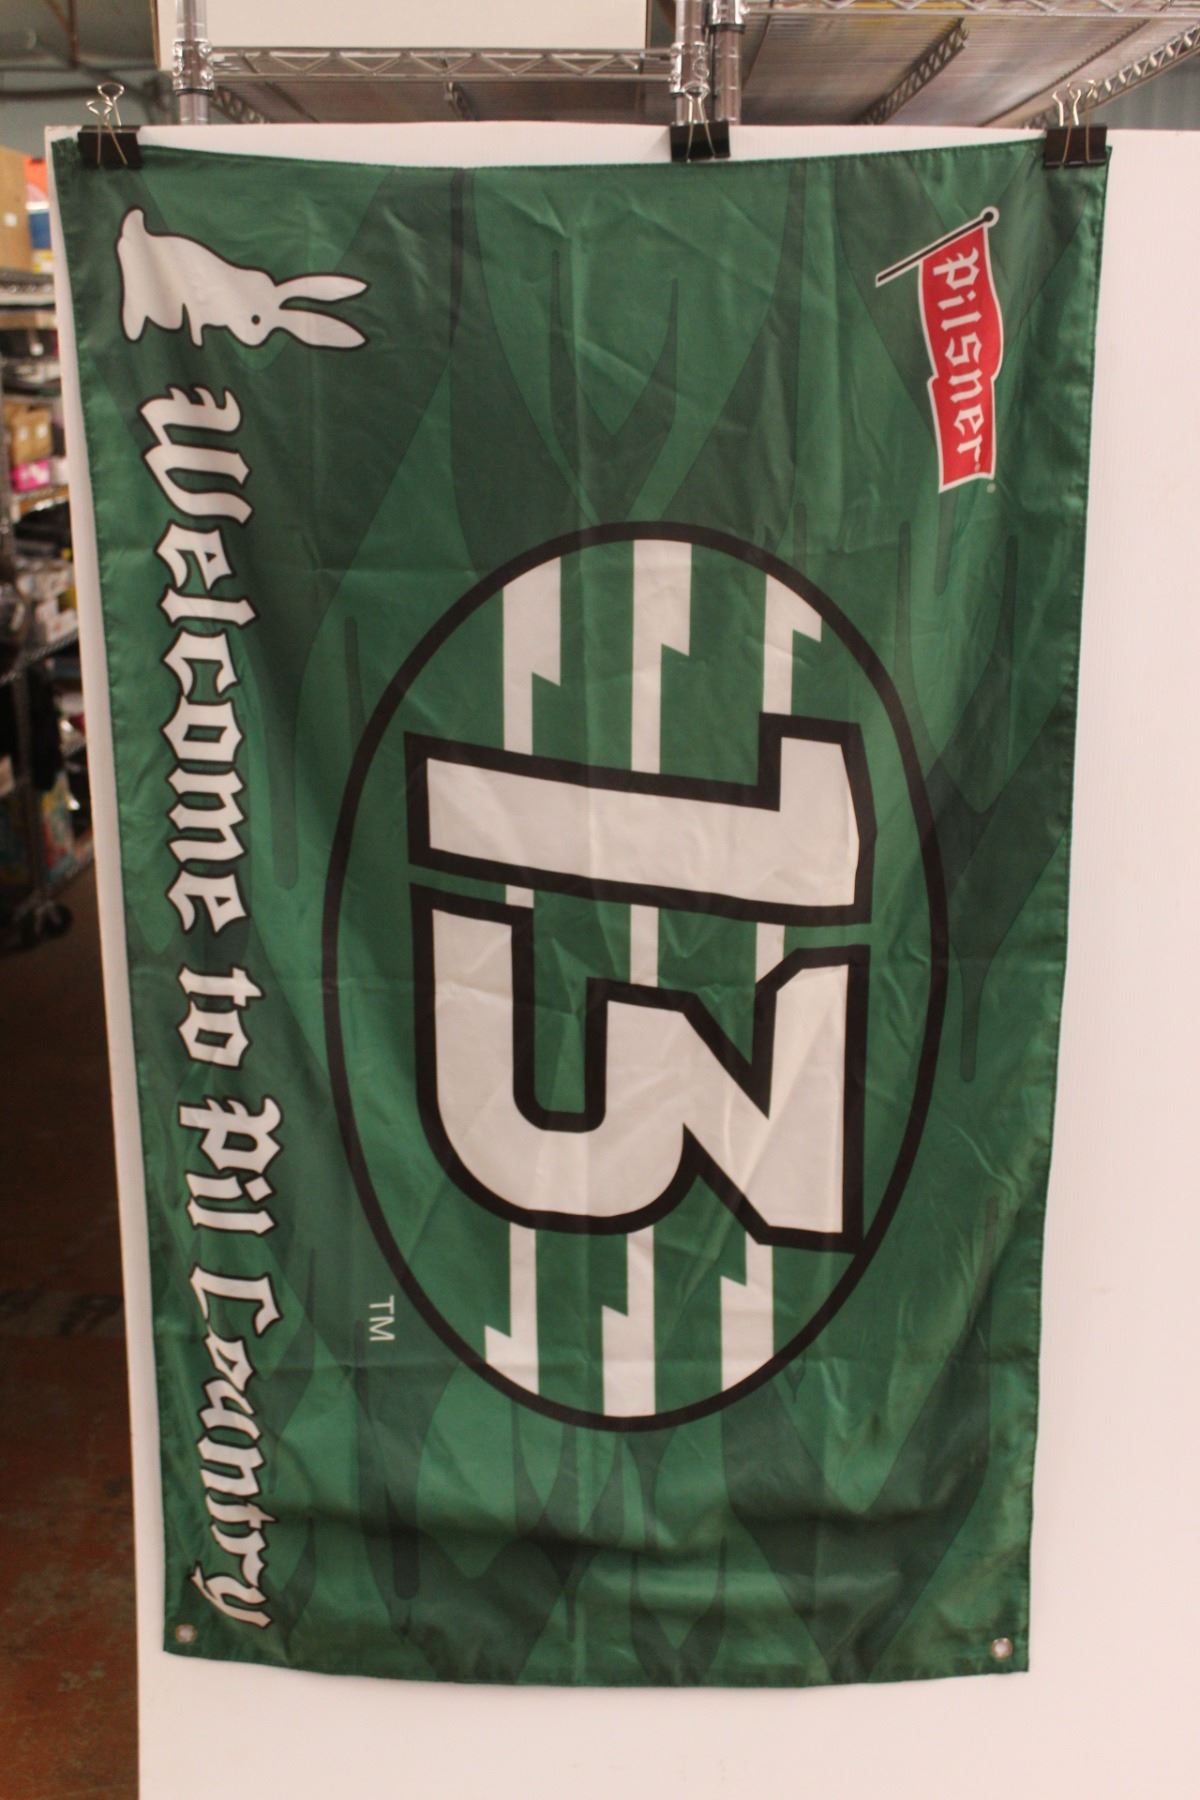 Pilsner®
13
TM
Welcome to Pil Country